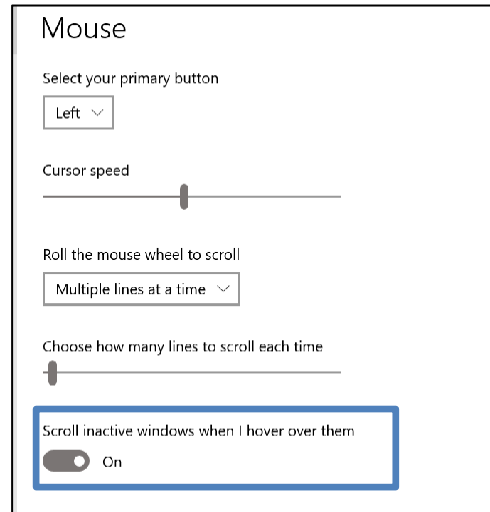 Mouse
Select your primary button
Left
Cursor speed
Roll the mouse wheel to scroll
Multiple lines at a time
Choose how many lines to scroll each time
Scroll inactive windows when I hover over them
On